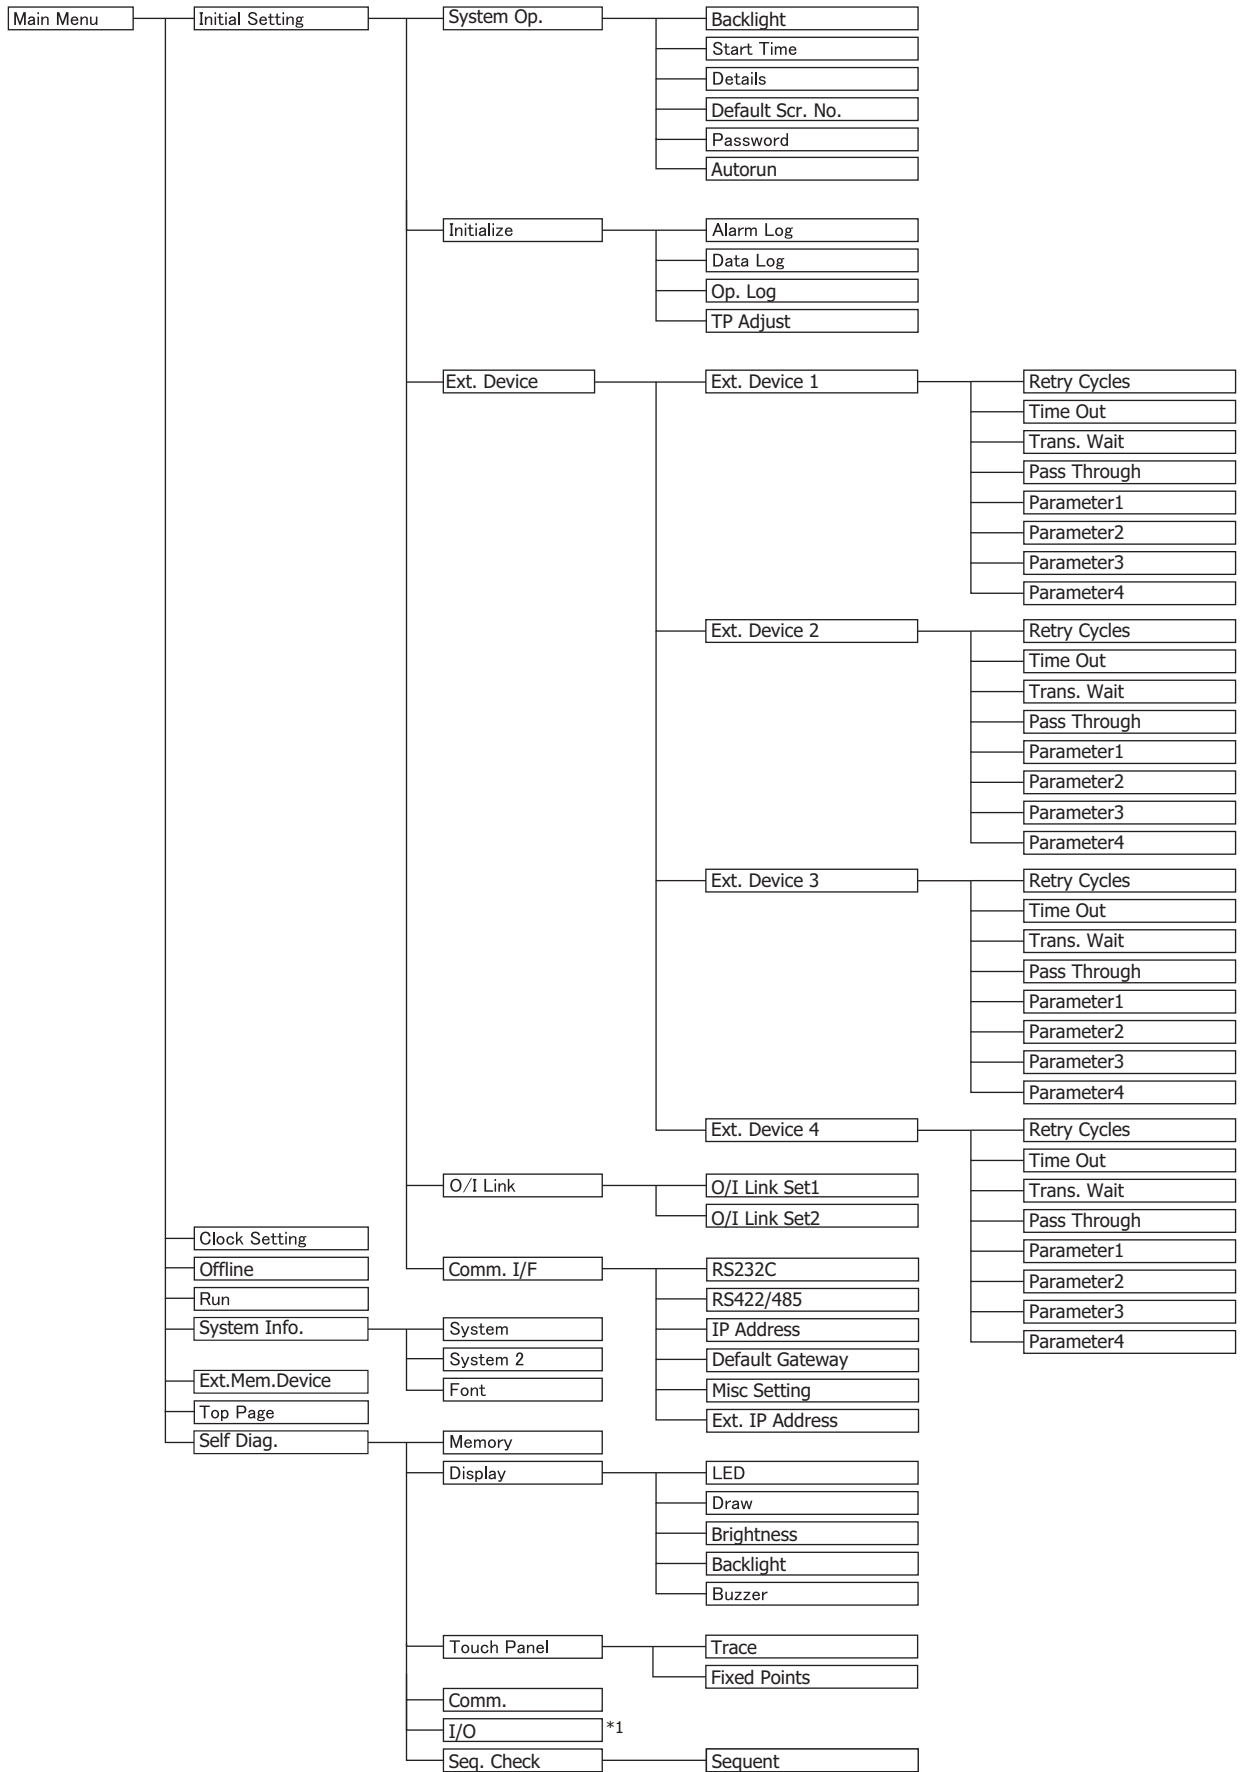 Main Menu
Initial Setting
System Op.
Backlight
Start Time
Details
Default Scr. No.
Password
Autorun
Initialize
Alarm Log
Data Log
Op. Log
TP Adjust
Ext. Device
Ext. Device 1
Retry Cycles
Time Out
Trans. Wait
Pass Through
Parameter1
Parameter2
Parameter3
Parameter4
Ext. Device 2
Retry Cycles
Time Out
Trans. Wait
Pass Through
Parameter1
Parameter2
Parameter3
Parameter4
Ext. Device 3
Retry Cycles
Time Out
Trans. Wait
Pass Through
Parameter1
Parameter2
Parameter3
Parameter4
Ext. Device 4
Retry Cycles
Time Out
Trans. Wait
Pass Through
Parameter1
Parameter2
Parameter3
Parameter4
O/I Link
O/I Link Set1
O/I Link Set2
Comm. I/F
RS232C
RS422/485
IP Address
Default Gateway
Misc Setting
Ext. IP Address
Clock Setting
Offline
Run
System Info.
System
System 2
Font
Ext.Mem.Device
Top Page
Self Diag.
Memory
Display
LED
Draw
Brightness
Backlight
Buzzer
Touch Panel
Trace
Fixed Points
Comm.
I/O *1
Seq. Check
Sequent